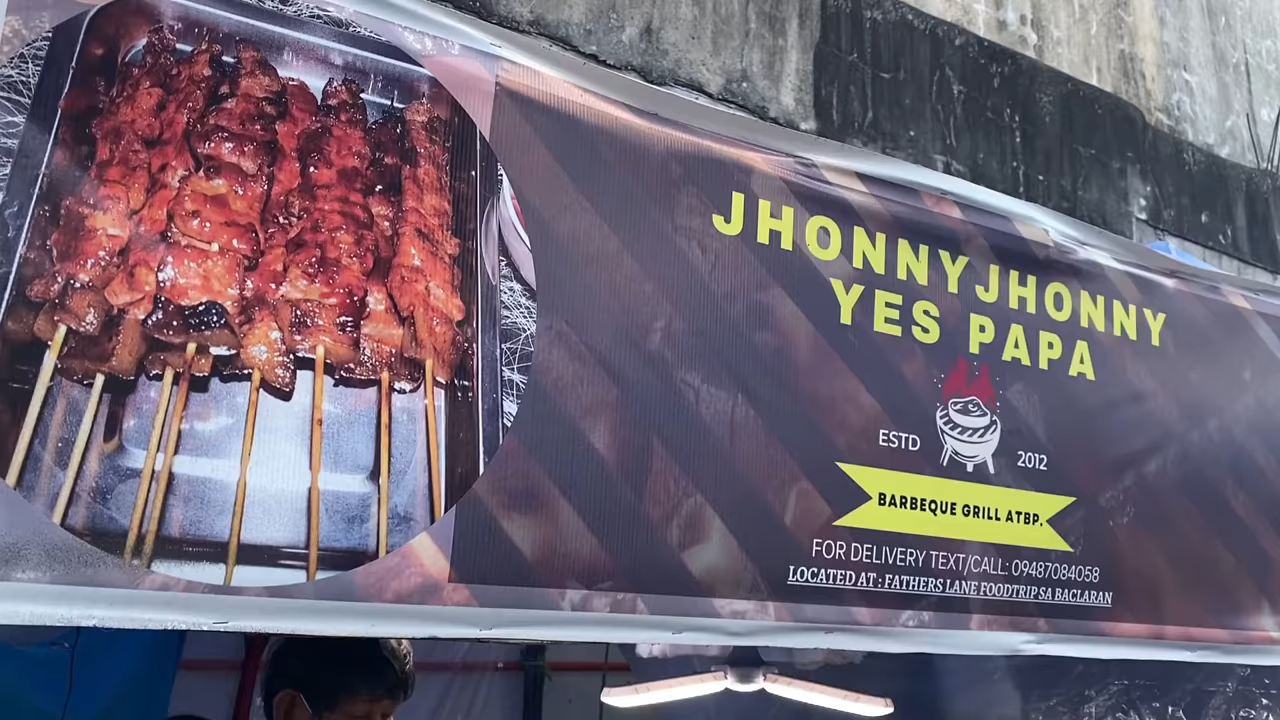 JHONNYJHONNY
YES PAPA
ESTD 2012
BARBEQUE GRILL ATBP.
FOR DELIVERY TEXT/CALL: 09487084058
LOCATED AT : FATHERS LANE FOODTRIP SA BACLARAN